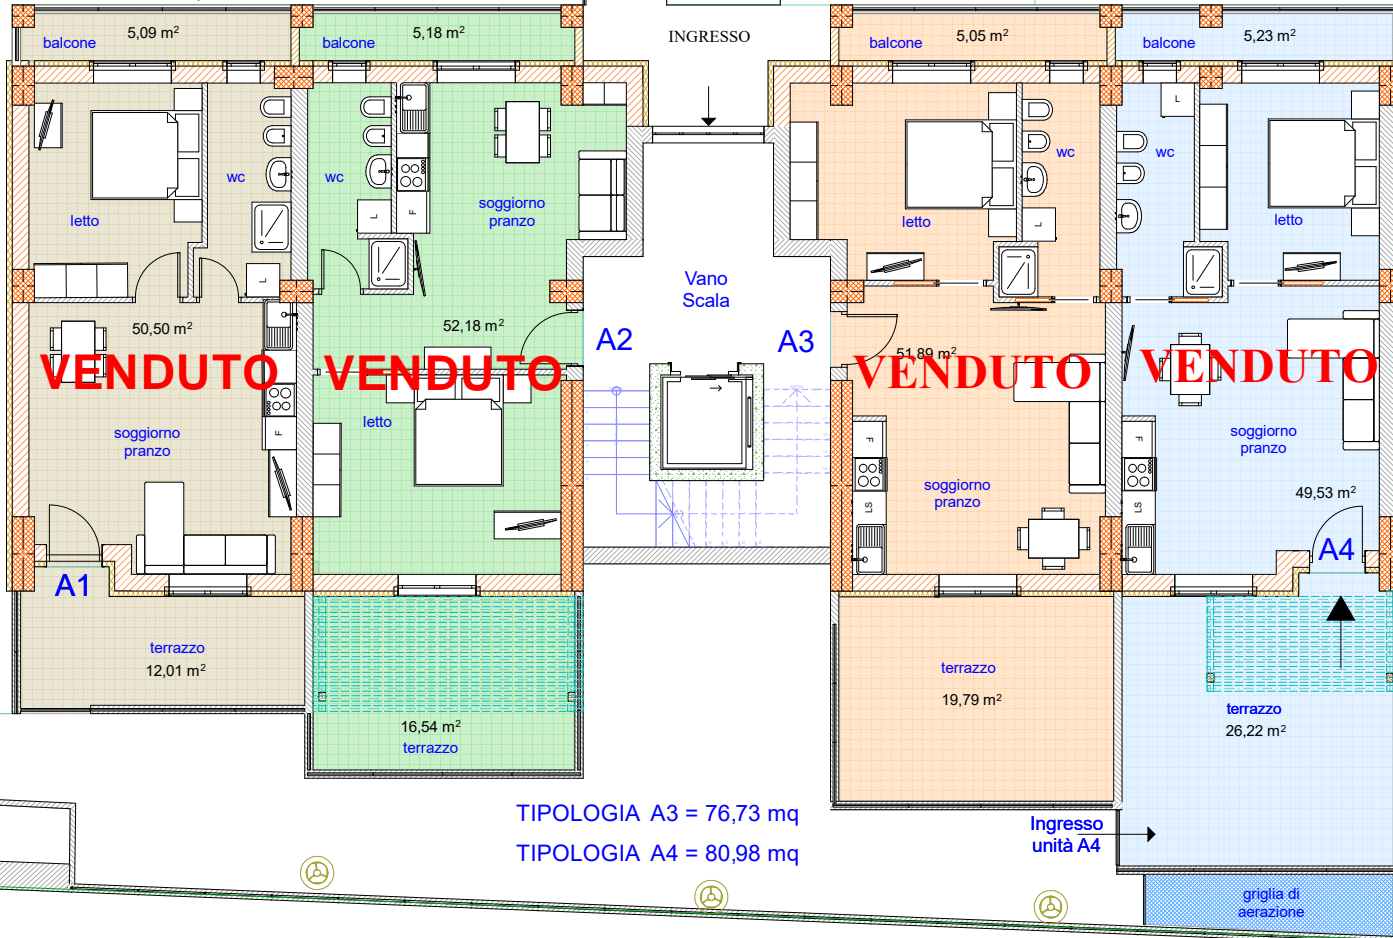 balcone
5,09 m²
balcone
5,18 m²
INGRESSO
balcone
5,05 m²
balcone
5,23 m²
letto
wc
wc
soggiorno
pranzo
letto
wc
wc
letto
L
L
L
L
F
Vano
Scala
50,50 m²
52,18 m²
A2
A3
51,89 m²
VENDUTO
VENDUTO
VENDUTO
VENDUTO
soggiorno
pranzo
F
letto
soggiorno
pranzo
F
LS
soggiorno
pranzo
F
LS
49,53 m²
A1
A4
terrazzo
12,01 m²
16,54 m²
terrazzo
terrazzo
19,79 m²
terrazzo
26,22 m²
TIPOLOGIA A3 = 76,73 mq
TIPOLOGIA A4 = 80,98 mq
Ingresso
unità A4
griglia di
aerazione